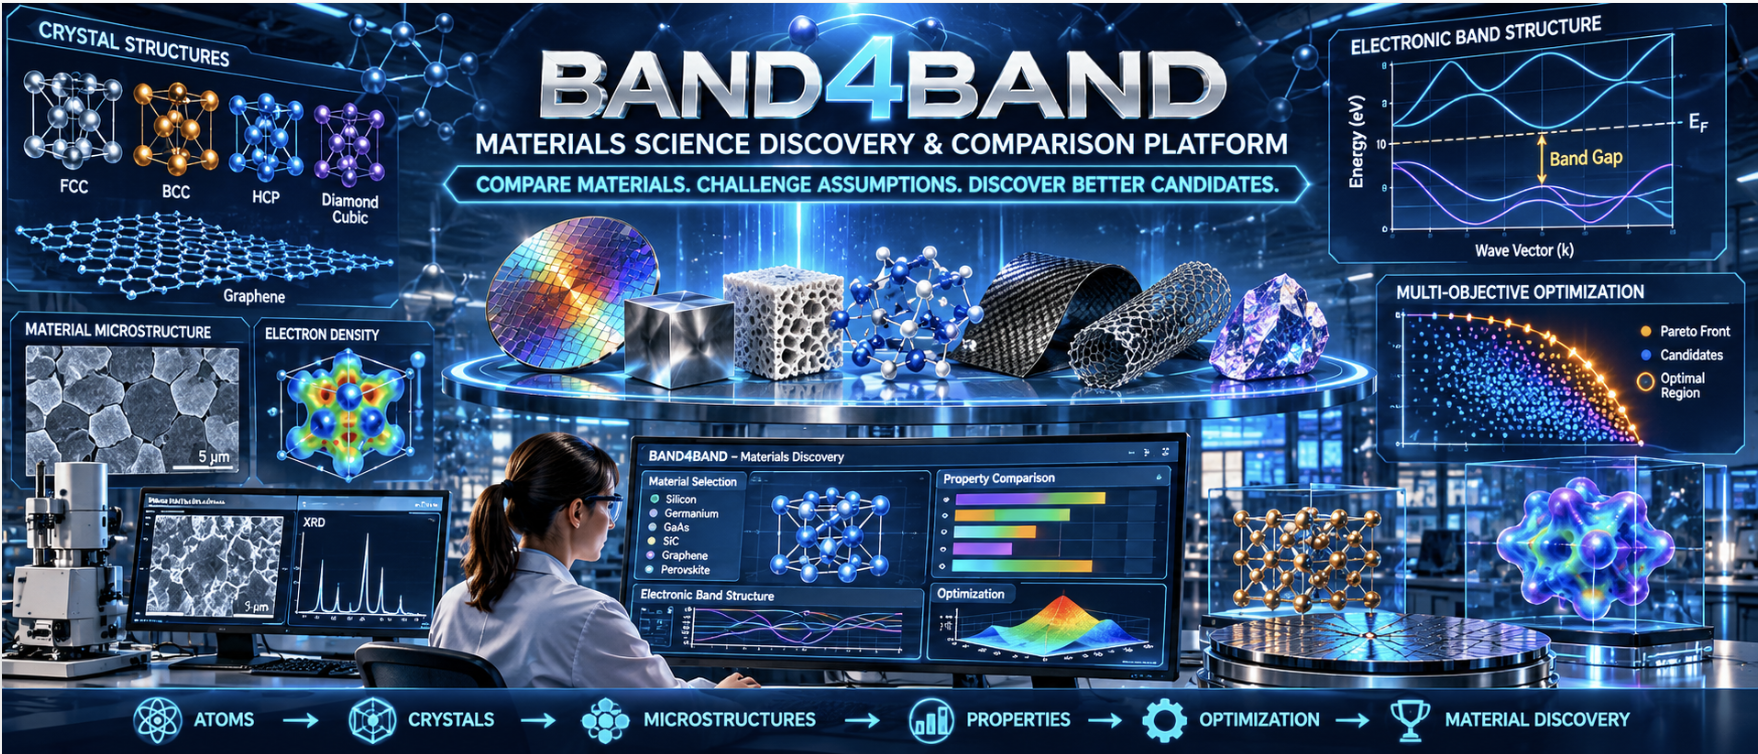 CRYSTAL STRUCTURES
FCC
BCC
HCP
Diamond
Cubic
Graphene
MATERIAL MICROSTRUCTURE
5 µm
ELECTRON DENSITY
BAND4BAND
MATERIALS SCIENCE DISCOVERY & COMPARISON PLATFORM
COMPARE MATERIALS. CHALLENGE ASSUMPTIONS. DISCOVER BETTER CANDIDATES.
ELECTRONIC BAND STRUCTURE
Energy (eV)
10
0
EF
Band Gap
Wave Vector (k)
MULTI-OBJECTIVE OPTIMIZATION
Pareto Front
Candidates
Optimal
Region
XRD
BAND4BAND – Materials Discovery
Material Selection
Silicon
Germanium
GaAs
SiC
Graphene
Perovskite
Property Comparison
Electronic Band Structure
Optimization
ATOMS
CRYSTALS
MICROSTRUCTURES
PROPERTIES
OPTIMIZATION
MATERIAL DISCOVERY